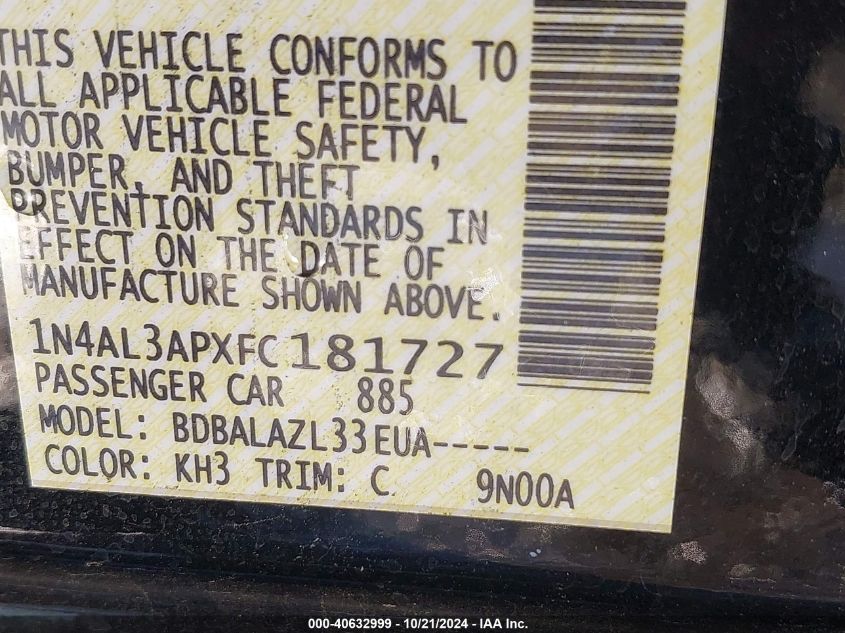 THIS VEHICLE CONFORMS TO
ALL APPLICABLE FEDERAL
MOTOR VEHICLE SAFETY,
BUMPER, AND THEFT
PREVENTION STANDARDS IN
EFFECT ON THE DATE OF
MANUFACTURE SHOWN ABOVE.
1N4AL3APXFC181727
PASSENGER CAR 885
MODEL: BDBALAZL33EUA-----
COLOR: KH3 TRIM: C 9N00A
000-40632999 - 10/21/2024 - IAA Inc.